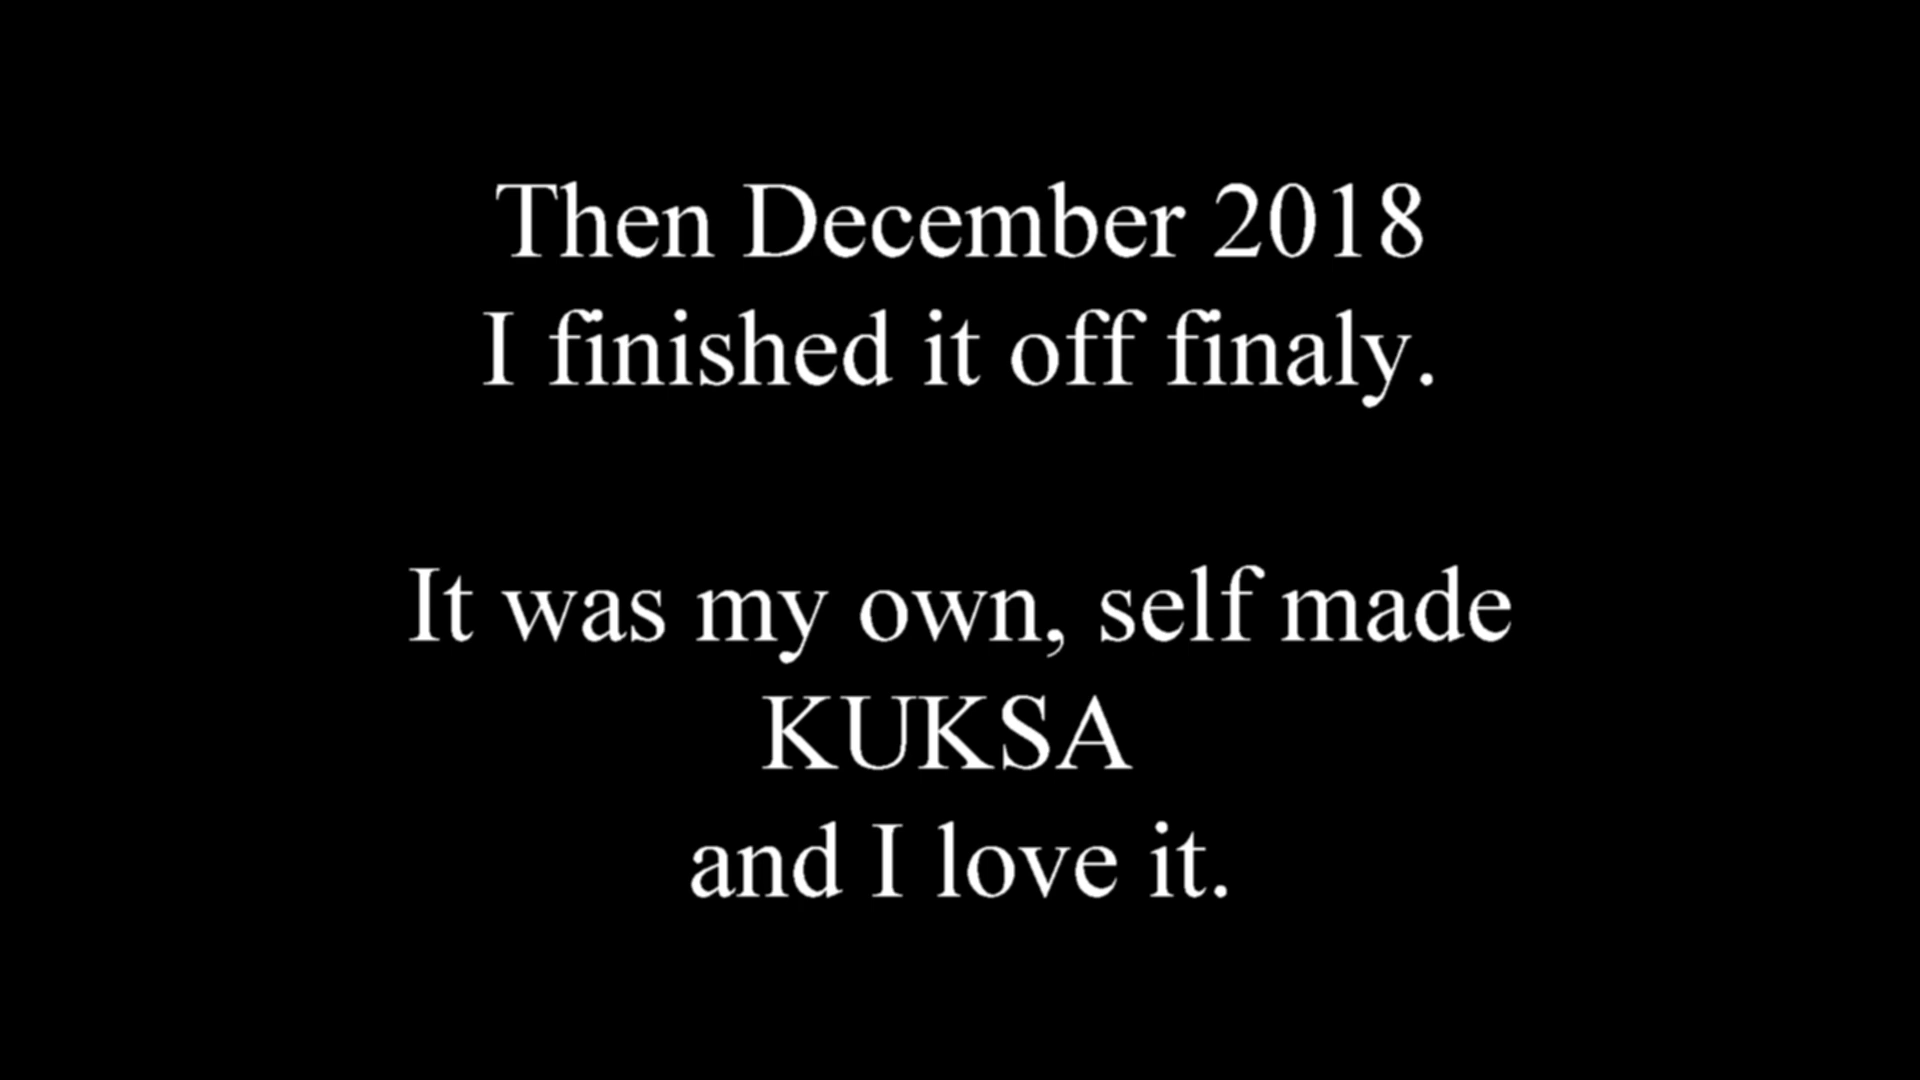 Then December 2018
I finished it off finaly.
It was my own, self made
KUKSA
and I love it.